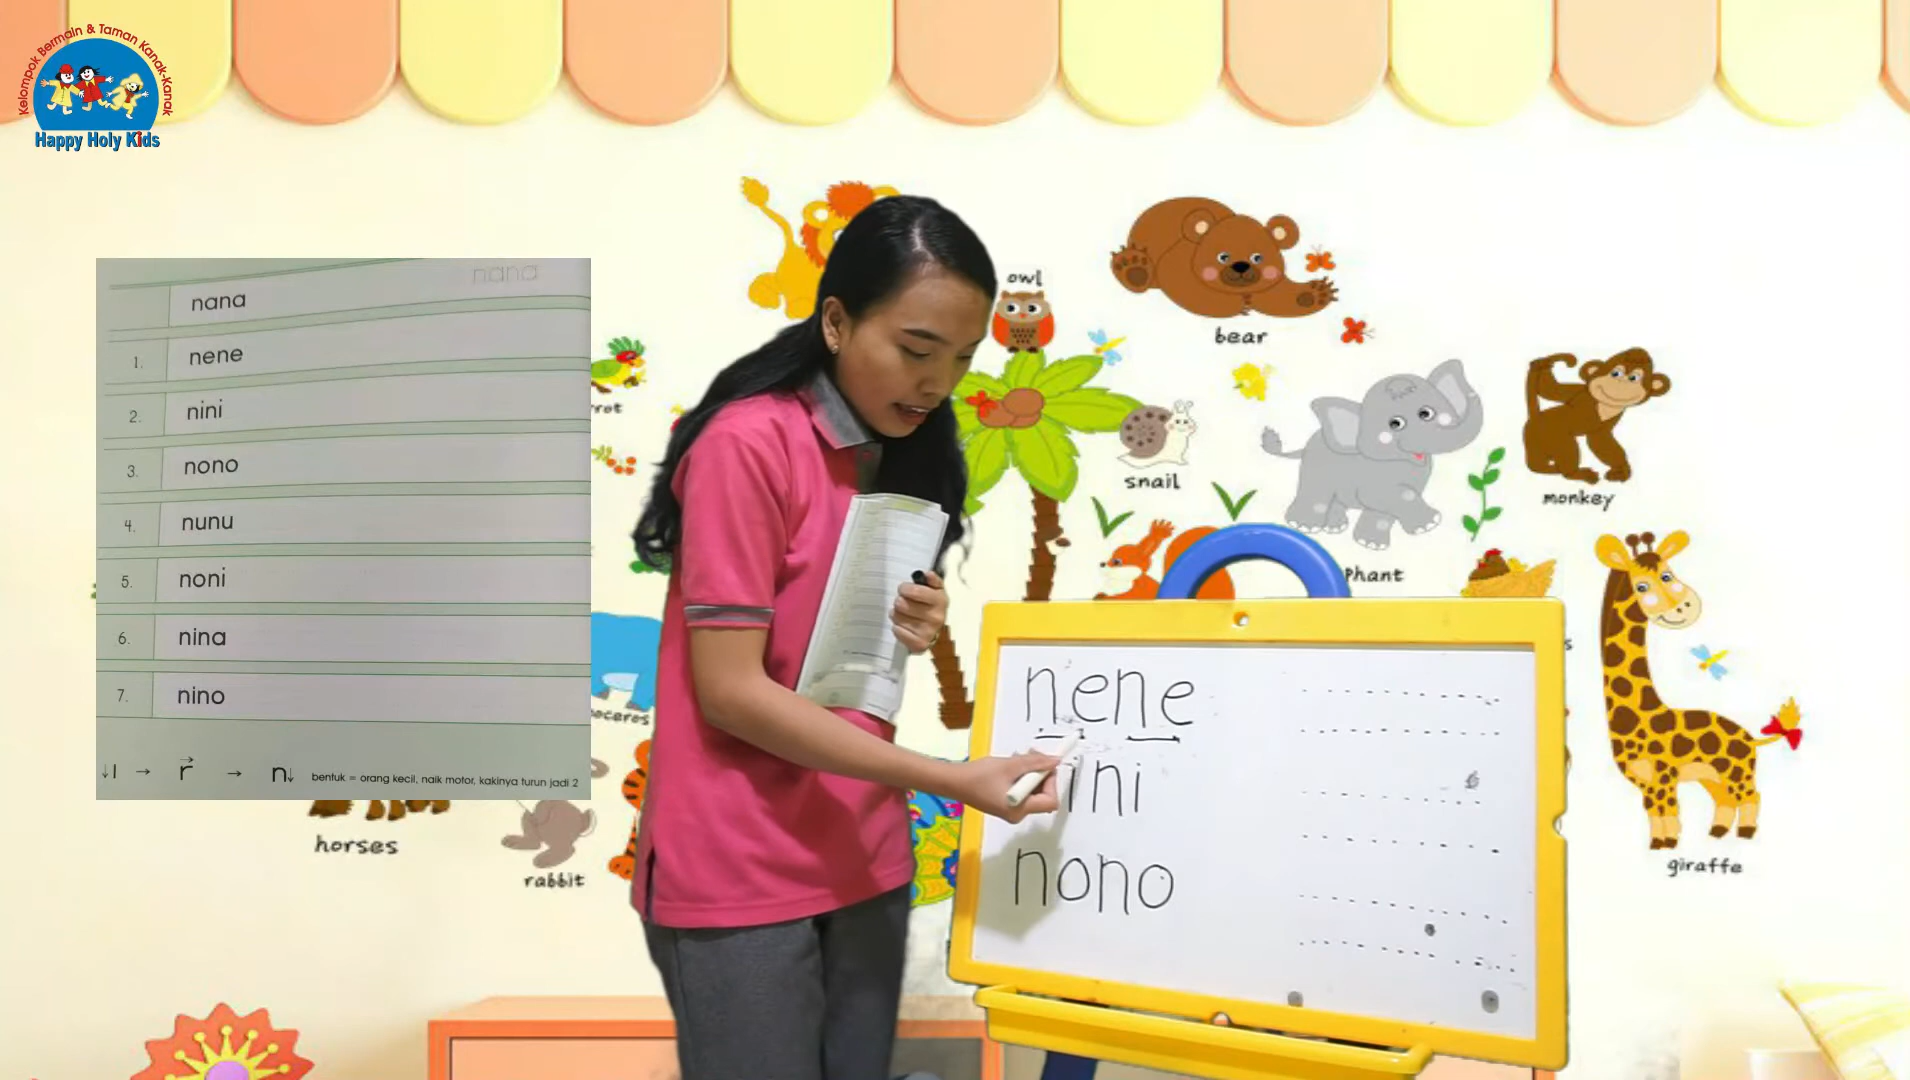 Kelompok Bermain & Taman Kanak-Kanak
Happy Holy Kids
nana
nana
1. nene
2. nini
3. nono
4. nunu
5. noni
6. nina
7. nino
↓l → r → n↓ bentuk = orang kecil, naik motor, kakinya turun jadi 2
owl
bear
snail
monkey
giraffe
horses
rabbit
nene
ini
nono